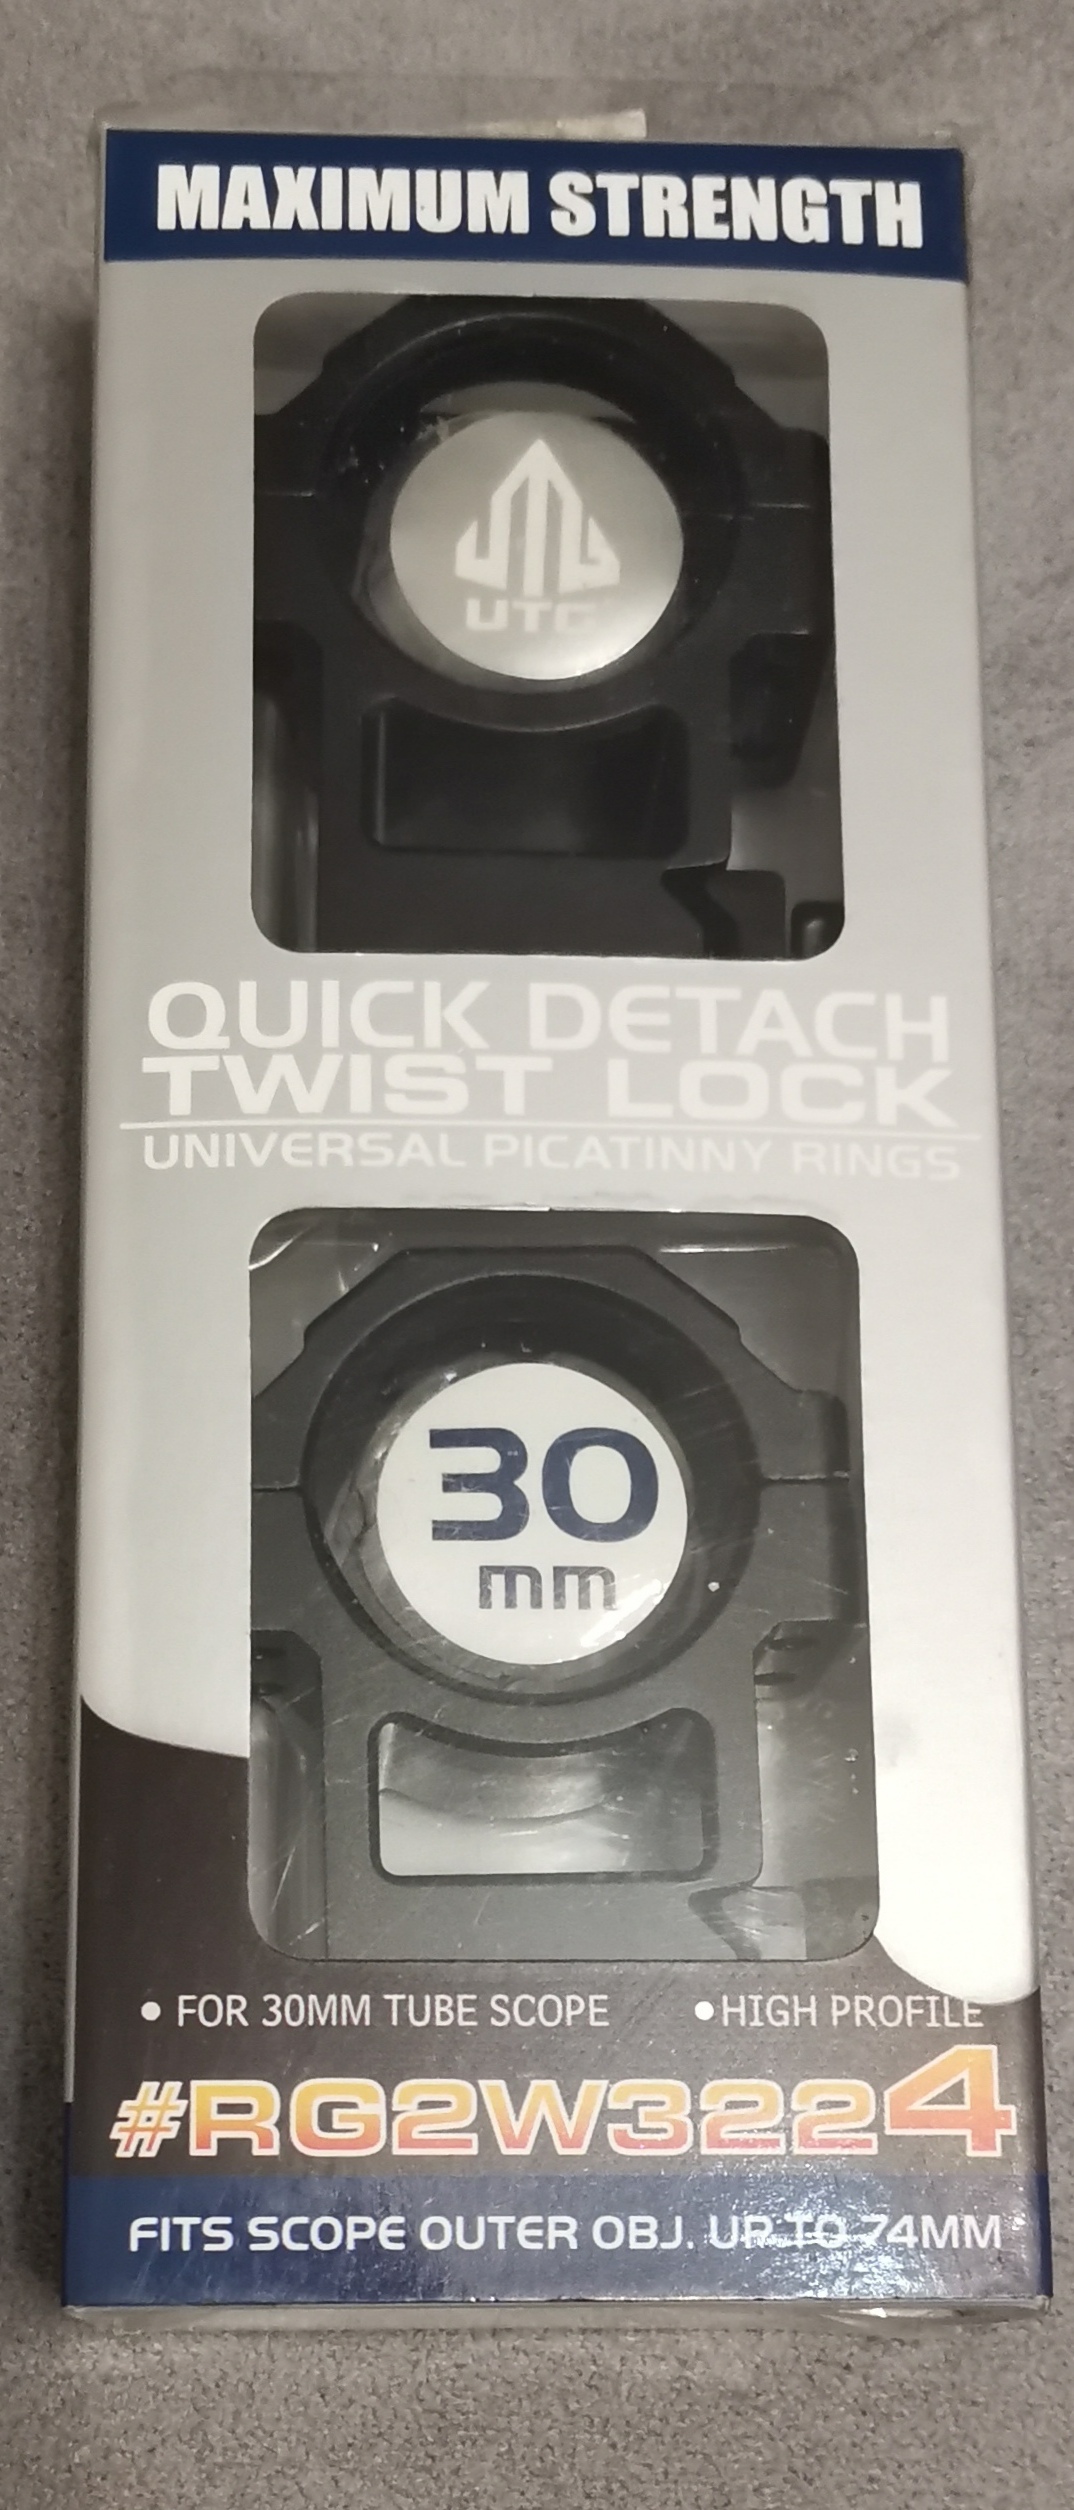 MAXIMUM STRENGTH
UTG
QUICK DETACH
TWIST LOCK
UNIVERSAL PICATINNY RINGS
30
mm
• FOR 30MM TUBE SCOPE • HIGH PROFILE
#RG2W3224
FITS SCOPE OUTER OBJ. UP TO 74MM